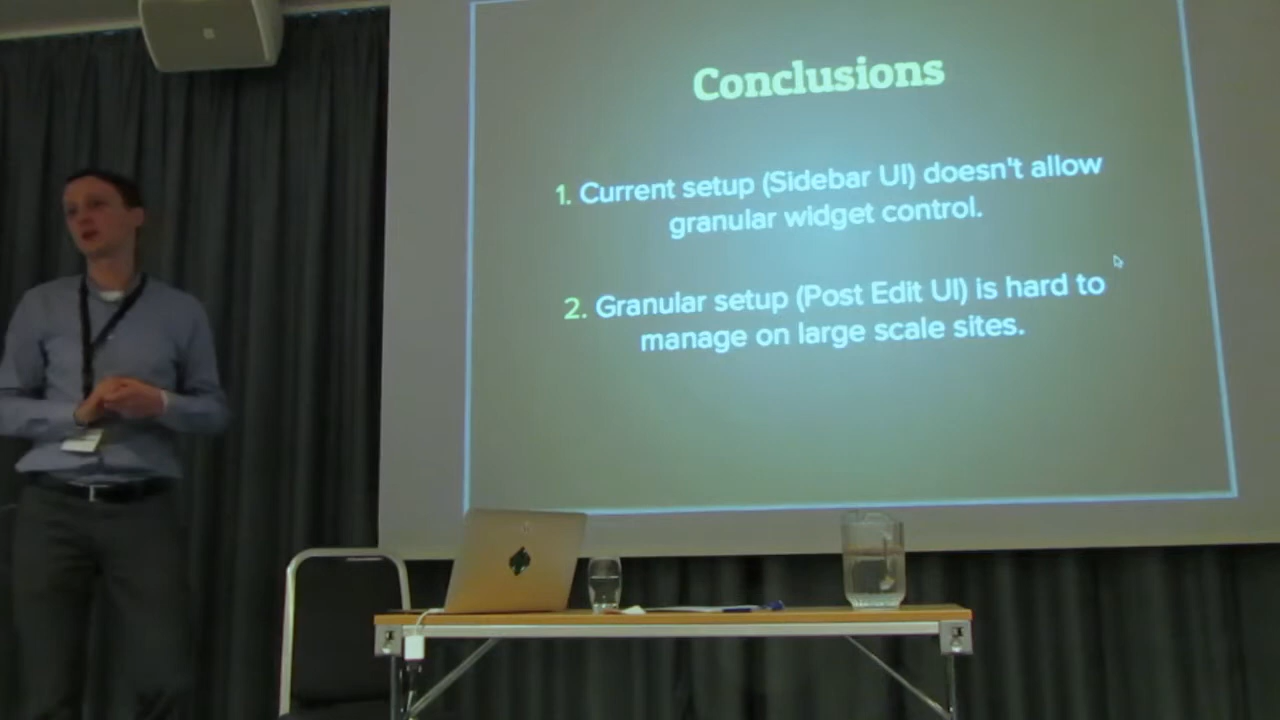 Conclusions
1. Current setup (Sidebar UI) doesn't allow
granular widget control.
2. Granular setup (Post Edit UI) is hard to
manage on large scale sites.